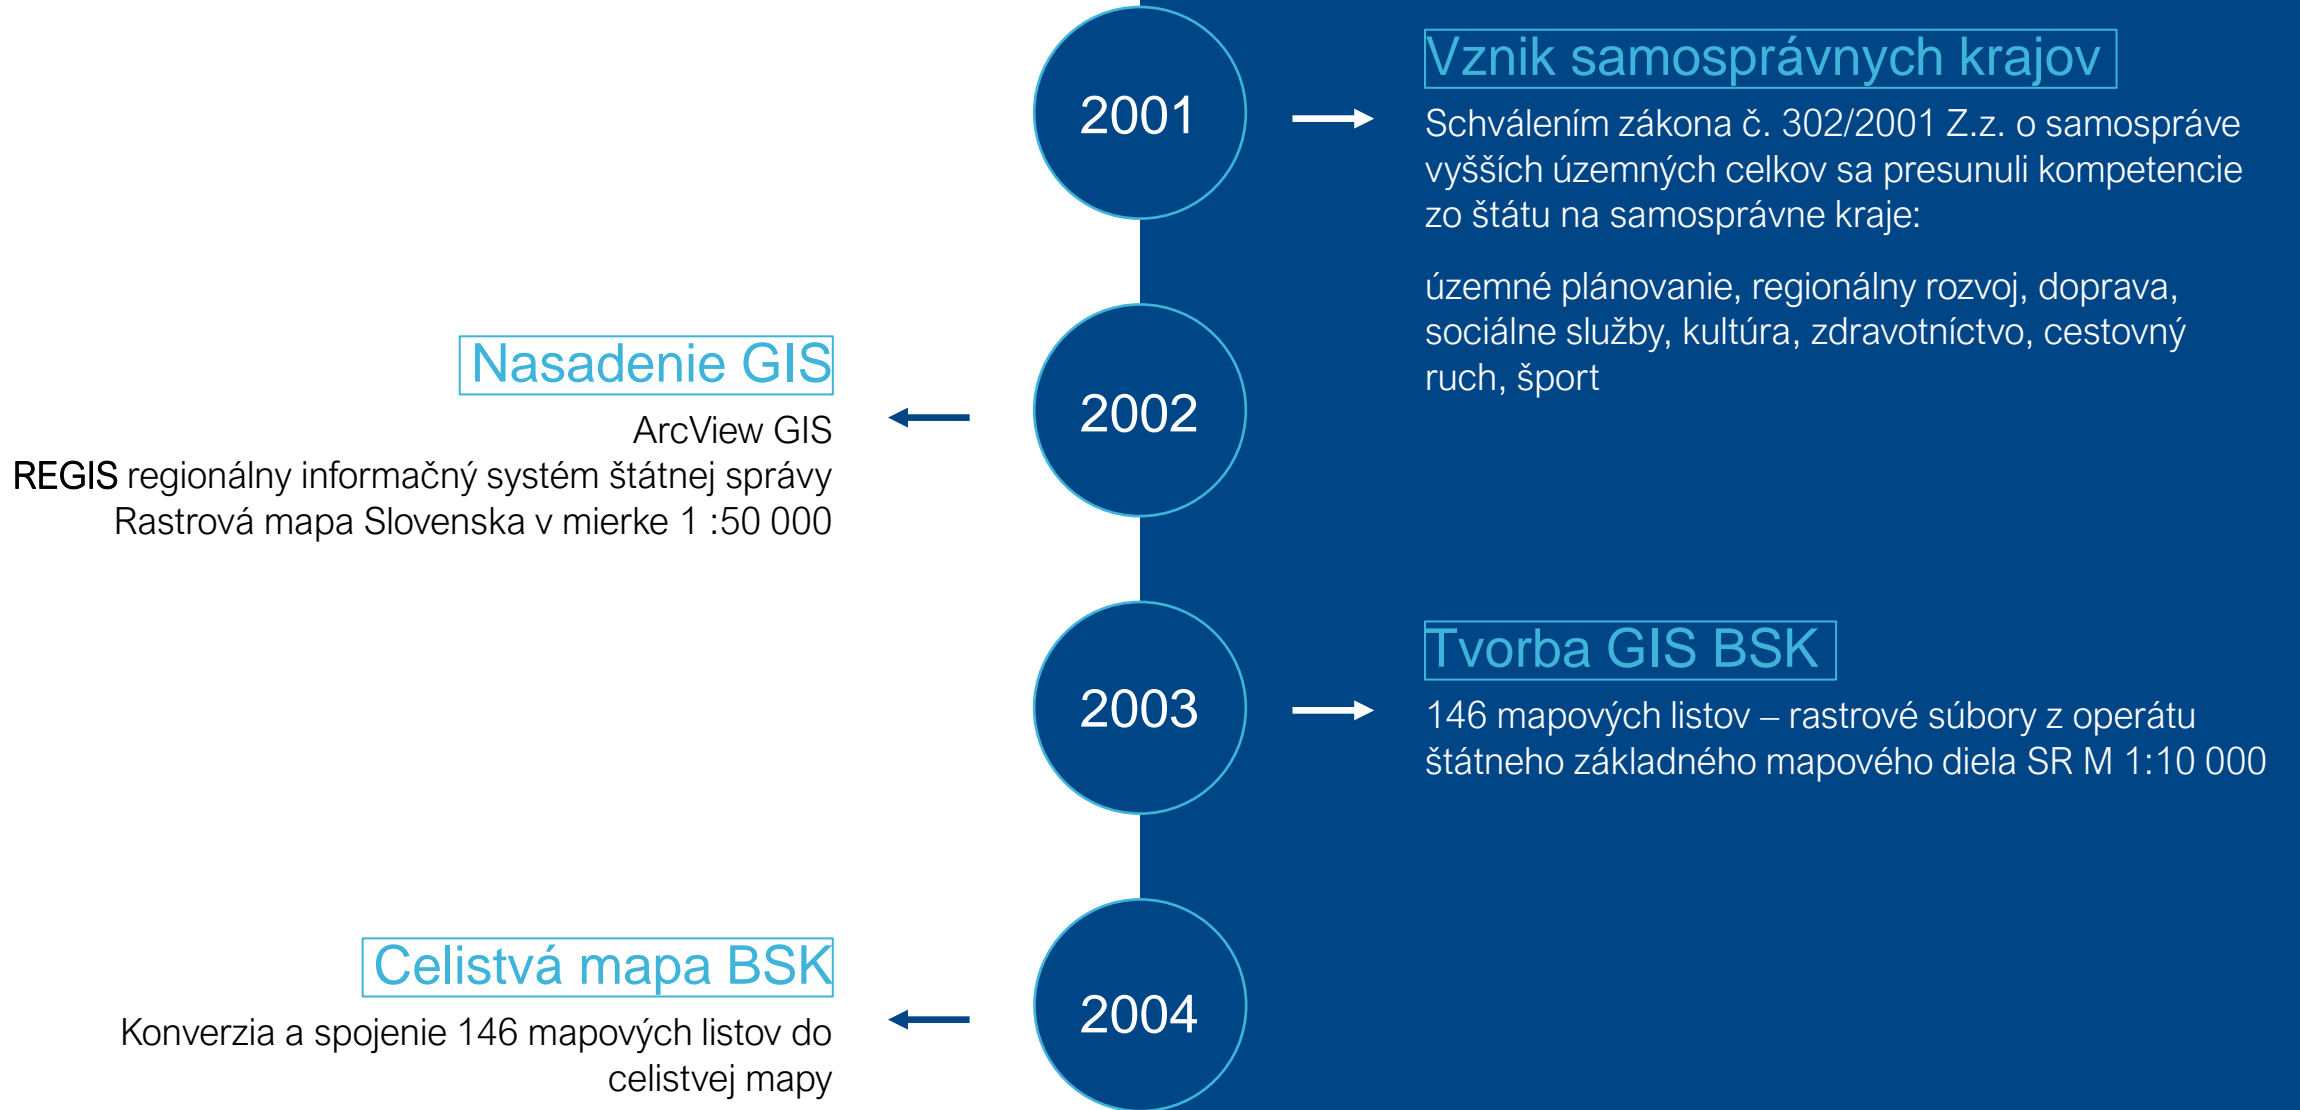 2001
Vznik samosprávnych krajov
Schválením zákona č. 302/2001 Z.z. o samospráve
vyšších územných celkov sa presunuli kompetencie
zo štátu na samosprávne kraje:
územné plánovanie, regionálny rozvoj, doprava,
sociálne služby, kultúra, zdravotníctvo, cestovný
ruch, šport
2002
Nasadenie GIS
ArcView GIS
REGIS regionálny informačný systém štátnej správy
Rastrová mapa Slovenska v mierke 1 :50 000
2003
Tvorba GIS BSK
146 mapových listov – rastrové súbory z operátu
štátneho základného mapového diela SR M 1:10 000
2004
Celistvá mapa BSK
Konverzia a spojenie 146 mapových listov do
celistvej mapy